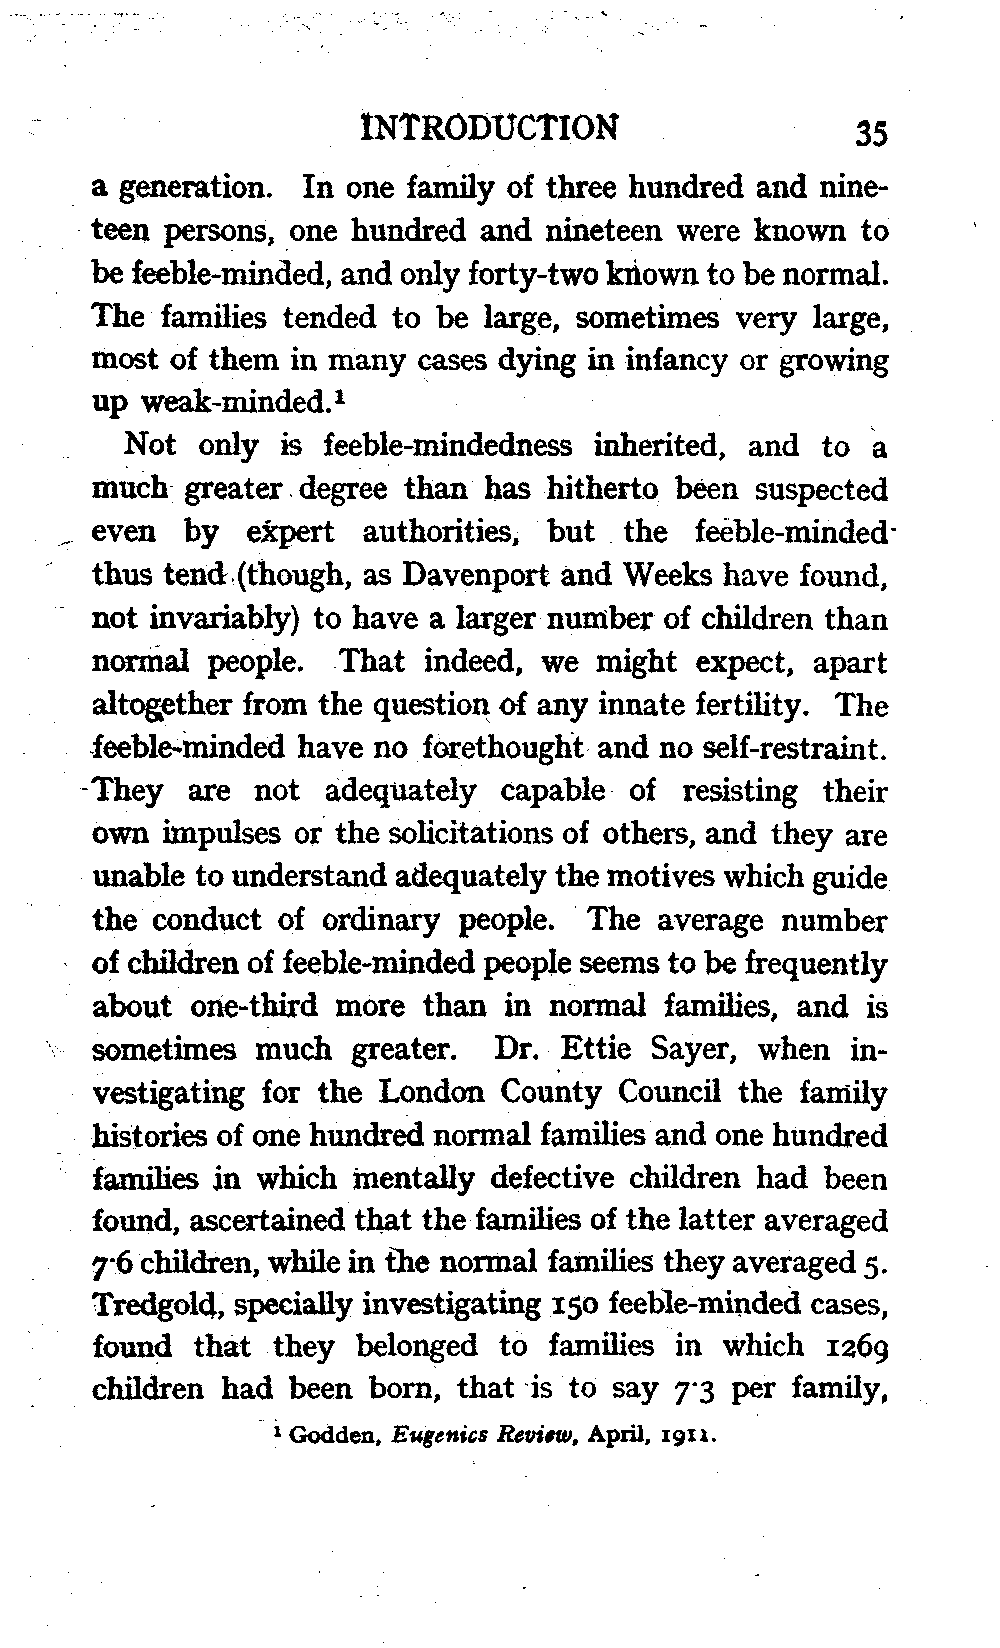 INTRODUCTION 35
a generation. In one family of three hundred and nine-
teen persons, one hundred and nineteen were known to
be feeble-minded, and only forty-two known to be normal.
The families tended to be large, sometimes very large,
most of them in many cases dying in infancy or growing
up weak-minded.¹
Not only is feeble-mindedness inherited, and to a
much greater degree than has hitherto been suspected
even by expert authorities, but the feeble-minded
thus tend (though, as Davenport and Weeks have found,
not invariably) to have a larger number of children than
normal people. That indeed, we might expect, apart
altogether from the question of any innate fertility. The
feeble-minded have no forethought and no self-restraint.
They are not adequately capable of resisting their
own impulses or the solicitations of others, and they are
unable to understand adequately the motives which guide
the conduct of ordinary people. The average number
of children of feeble-minded people seems to be frequently
about one-third more than in normal families, and is
sometimes much greater. Dr. Ettie Sayer, when in-
vestigating for the London County Council the family
histories of one hundred normal families and one hundred
families in which mentally defective children had been
found, ascertained that the families of the latter averaged
7·6 children, while in the normal families they averaged 5.
Tredgold, specially investigating 150 feeble-minded cases,
found that they belonged to families in which 1269
children had been born, that is to say 7·3 per family,
¹ Godden, Eugenics Review, April, 1911.